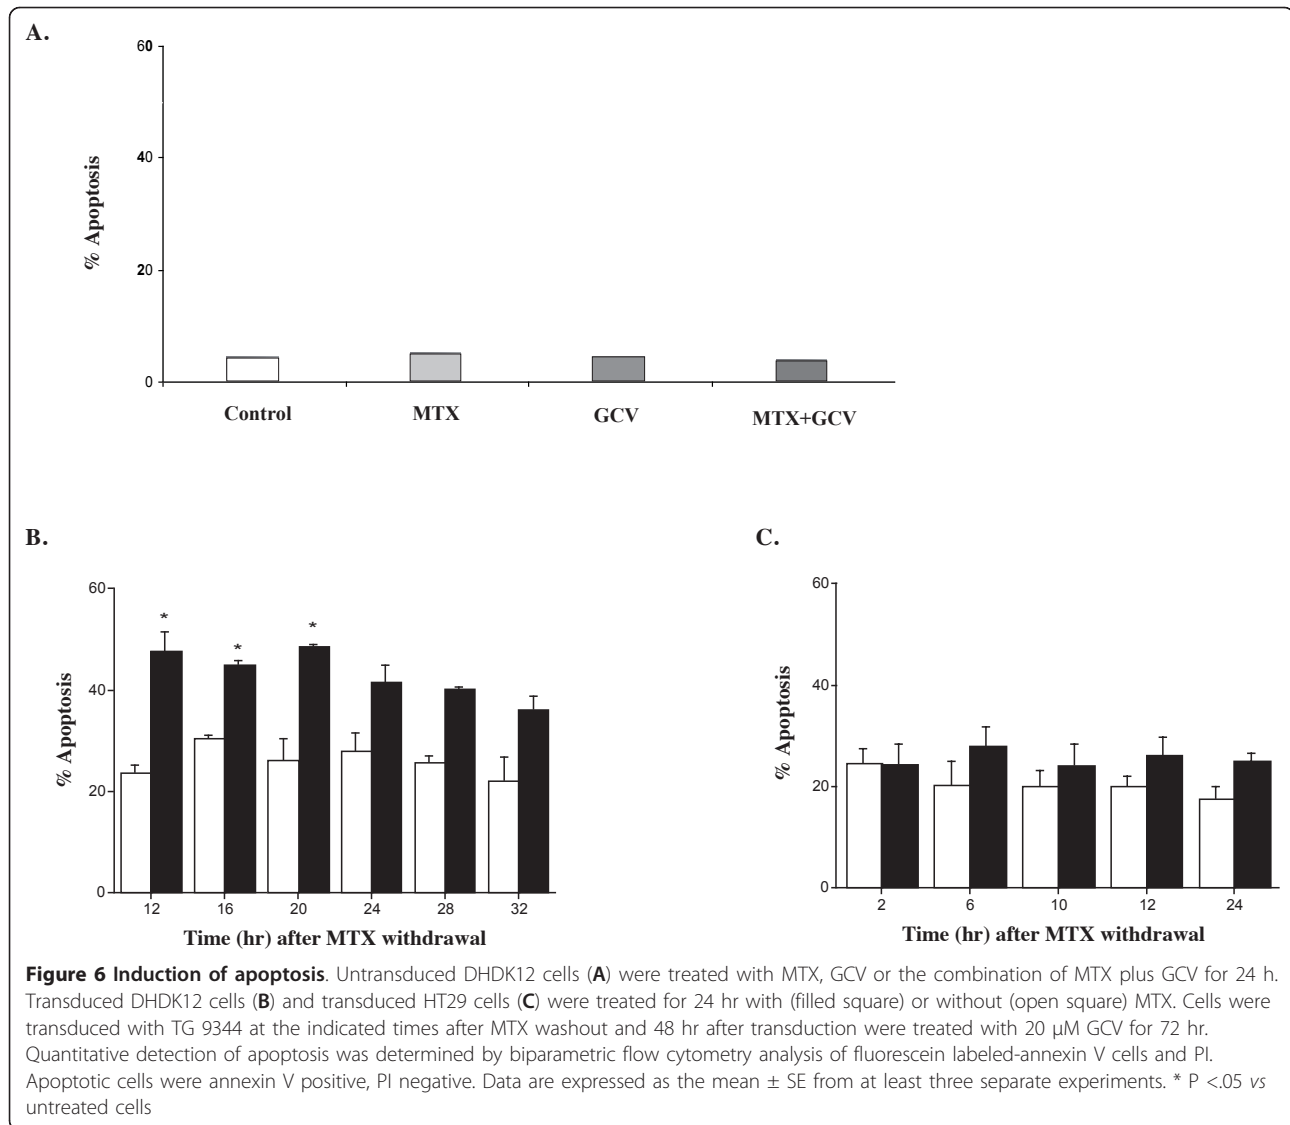 A.
60
40
20
0
% Apoptosis
Control MTX GCV MTX+GCV
B.
60
40
20
0
% Apoptosis
* * *
12 16 20 24 28 32
Time (hr) after MTX withdrawal
C.
60
40
20
0
% Apoptosis
2 6 10 12 24
Time (hr) after MTX withdrawal
Figure 6 Induction of apoptosis. Untransduced DHDK12 cells (A) were treated with MTX, GCV or the combination of MTX plus GCV for 24 h.
Transduced DHDK12 cells (B) and transduced HT29 cells (C) were treated for 24 hr with (filled square) or without (open square) MTX. Cells were
transduced with TG 9344 at the indicated times after MTX washout and 48 hr after transduction were treated with 20 μM GCV for 72 hr.
Quantitative detection of apoptosis was determined by biparametric flow cytometry analysis of fluorescein labeled-annexin V cells and PI.
Apoptotic cells were annexin V positive, PI negative. Data are expressed as the mean ± SE from at least three separate experiments. * P <.05 vs
untreated cells